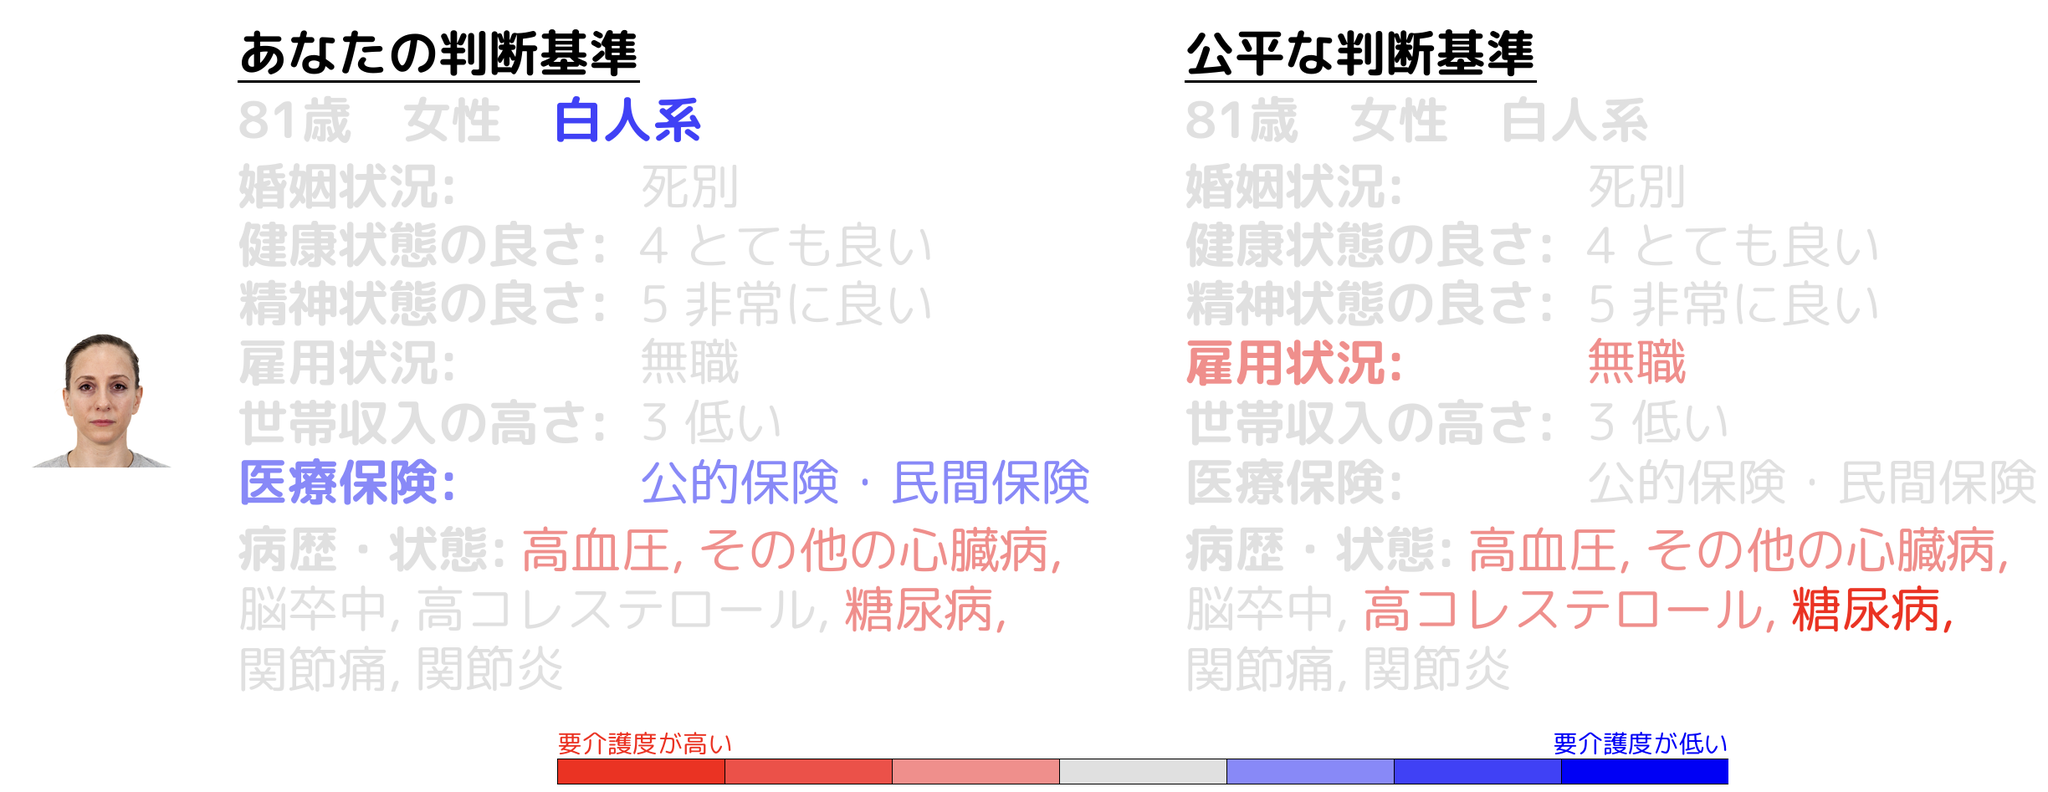 あなたの判断基準
81歳 女性 白人系
婚姻状況: 死別
健康状態の良さ: 4 とても良い
精神状態の良さ: 5 非常に良い
雇用状況: 無職
世帯収入の高さ: 3 低い
医療保険: 公的保険・民間保険
病歴・状態: 高血圧, その他の心臓病,
脳卒中, 高コレステロール, 糖尿病,
関節痛, 関節炎
公平な判断基準
81歳 女性 白人系
婚姻状況: 死別
健康状態の良さ: 4 とても良い
精神状態の良さ: 5 非常に良い
雇用状況: 無職
世帯収入の高さ: 3 低い
医療保険: 公的保険・民間保険
病歴・状態: 高血圧, その他の心臓病,
脳卒中, 高コレステロール, 糖尿病,
関節痛, 関節炎
要介護度が高い
要介護度が低い